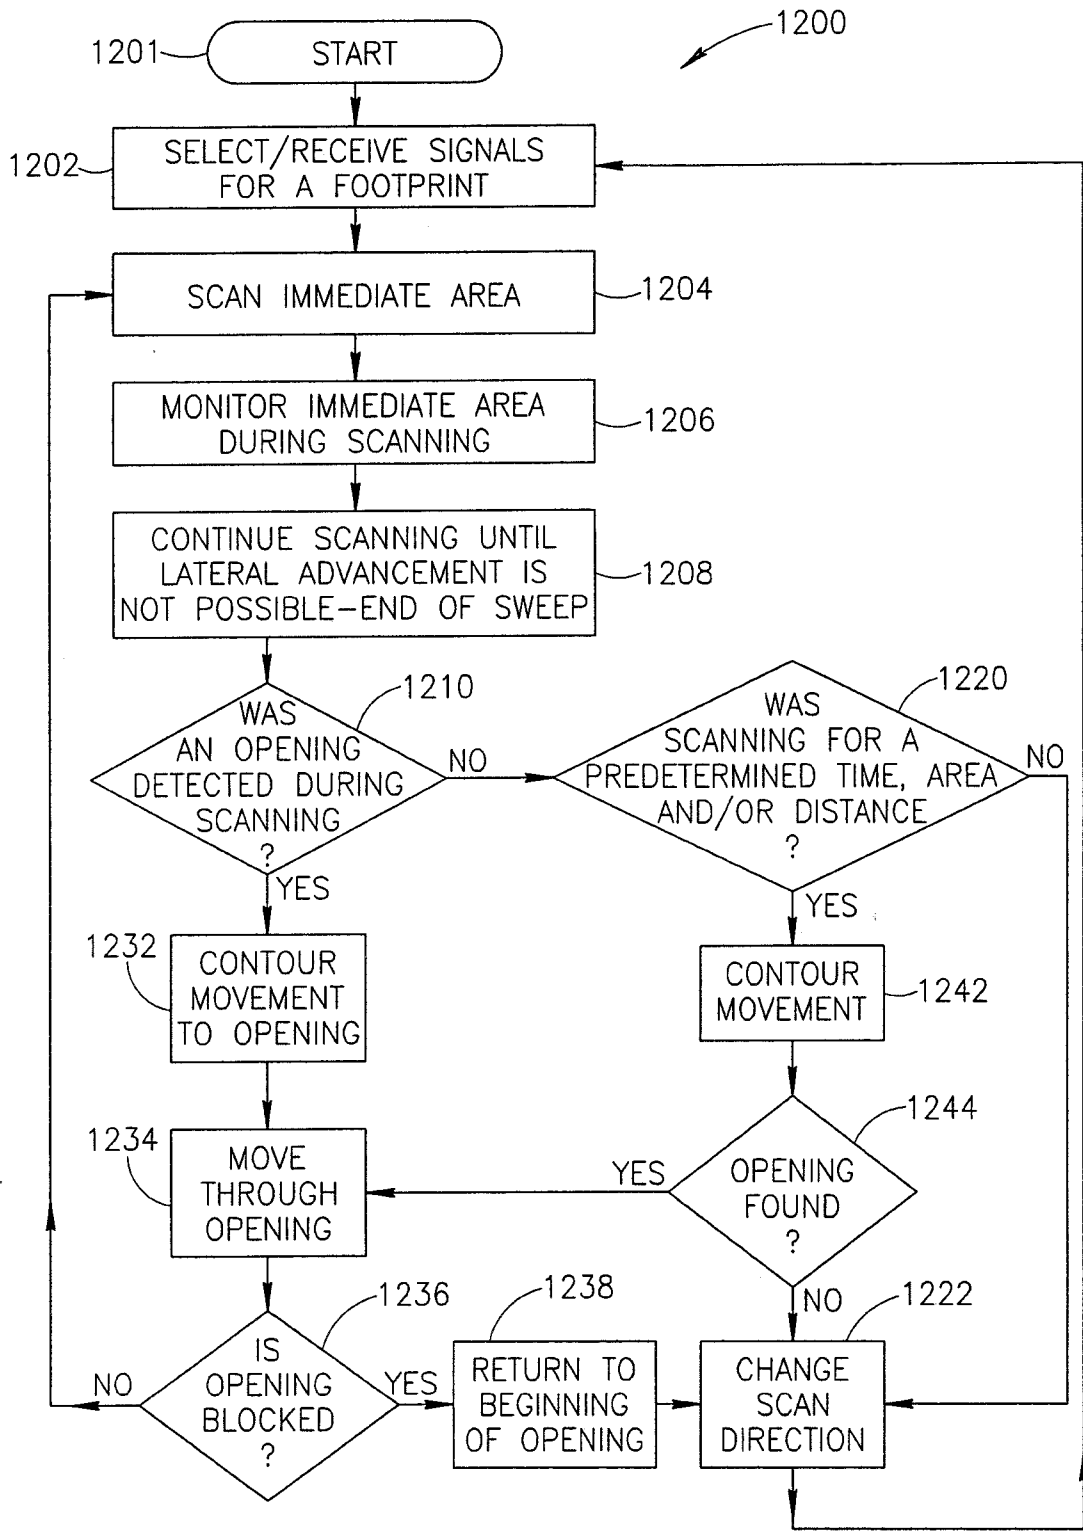 1200
1201
START
1202
SELECT/RECEIVE SIGNALS
FOR A FOOTPRINT
SCAN IMMEDIATE AREA
1204
MONITOR IMMEDIATE AREA
DURING SCANNING
1206
CONTINUE SCANNING UNTIL
LATERAL ADVANCEMENT IS
NOT POSSIBLE-END OF SWEEP
1208
1210
WAS
AN OPENING
DETECTED DURING
SCANNING
?
NO
YES
1220
WAS
SCANNING FOR A
PREDETERMINED TIME, AREA
AND/OR DISTANCE
?
NO
YES
1232
CONTOUR
MOVEMENT
TO OPENING
CONTOUR
MOVEMENT
1242
1234
MOVE
THROUGH
OPENING
1244
OPENING
FOUND
?
YES
NO
1236
IS
OPENING
BLOCKED
?
NO
YES
1238
RETURN TO
BEGINNING
OF OPENING
1222
CHANGE
SCAN
DIRECTION